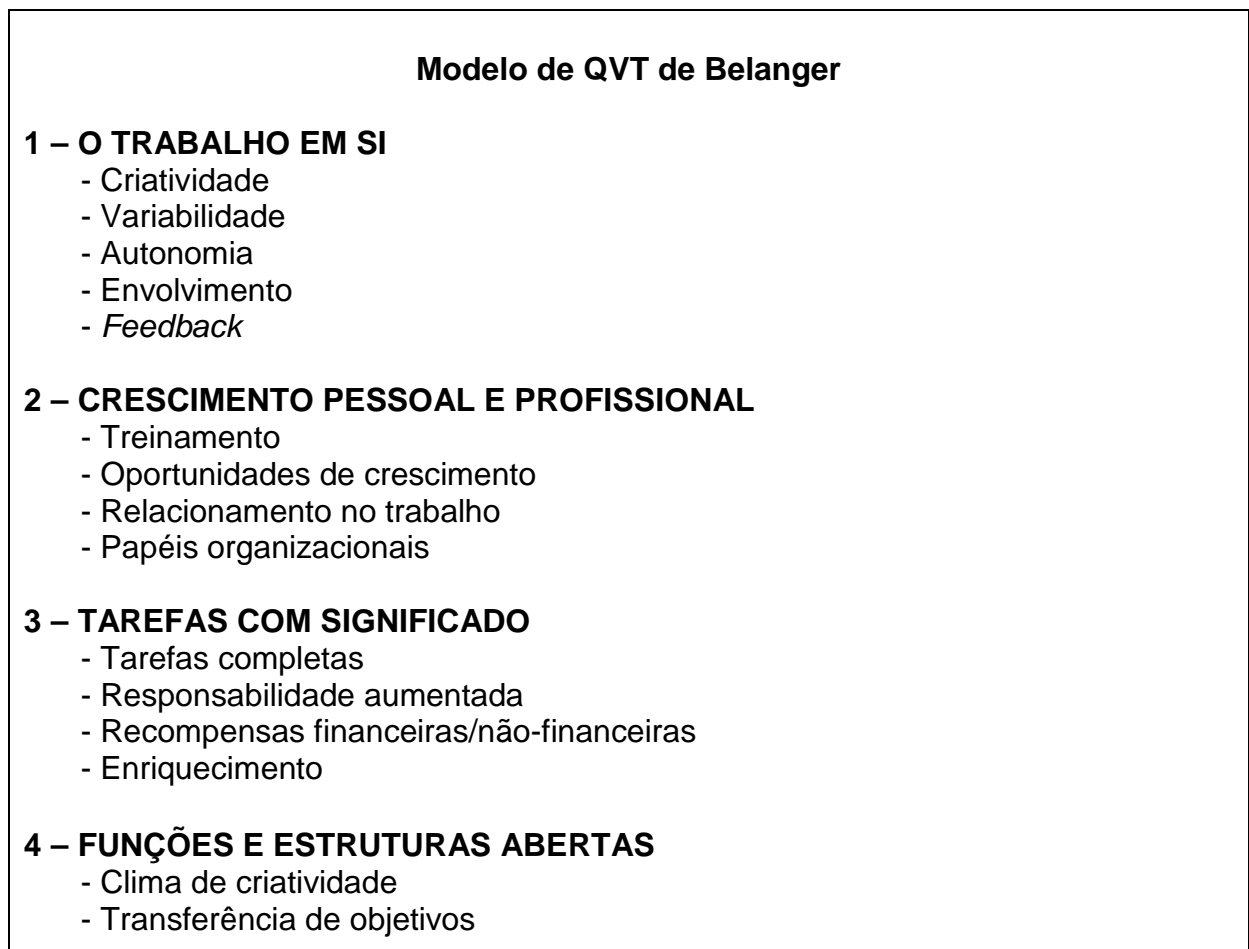 Modelo de QVT de Belanger
1 – O TRABALHO EM SI
- Criatividade
- Variabilidade
- Autonomia
- Envolvimento
- Feedback
2 – CRESCIMENTO PESSOAL E PROFISSIONAL
- Treinamento
- Oportunidades de crescimento
- Relacionamento no trabalho
- Papéis organizacionais
3 – TAREFAS COM SIGNIFICADO
- Tarefas completas
- Responsabilidade aumentada
- Recompensas financeiras/não-financeiras
- Enriquecimento
4 – FUNÇÕES E ESTRUTURAS ABERTAS
- Clima de criatividade
- Transferência de objetivos